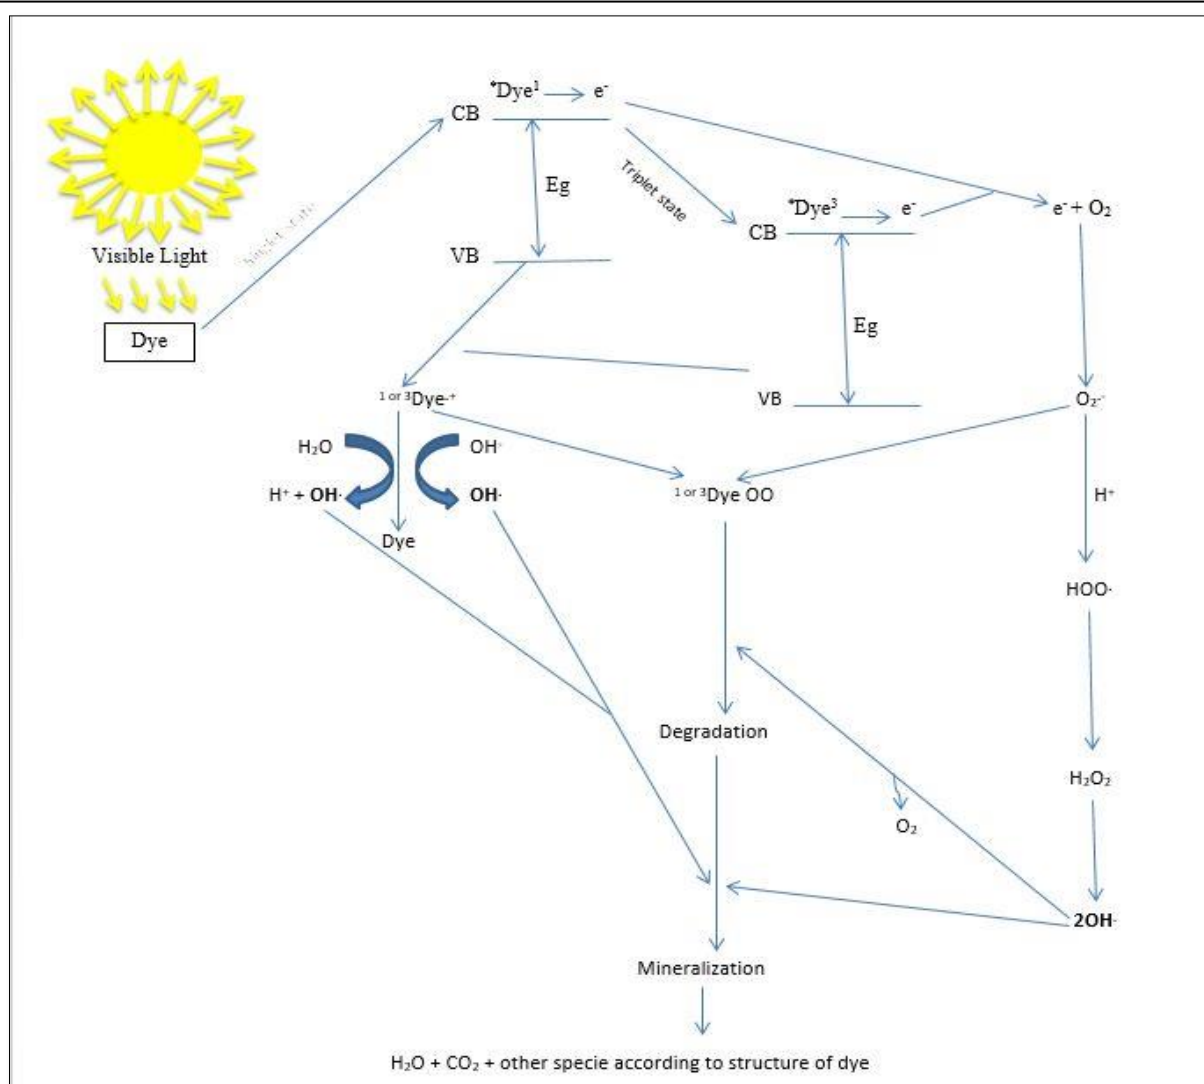 *Dye¹ → e⁻
CB
Eg
VB
Singlet state
Triplet state
*Dye³ → e⁻
CB
Eg
VB
e⁻ + O₂
Visible Light
Dye
¹ ᵒʳ ³Dye·⁺
O₂·⁻
H₂O
OH·
H⁺ + OH·
OH·
¹ ᵒʳ ³Dye OO
H⁺
Dye
HOO·
Degradation
H₂O₂
O₂
2OH·
Mineralization
H₂O + CO₂ + other specie according to structure of dye